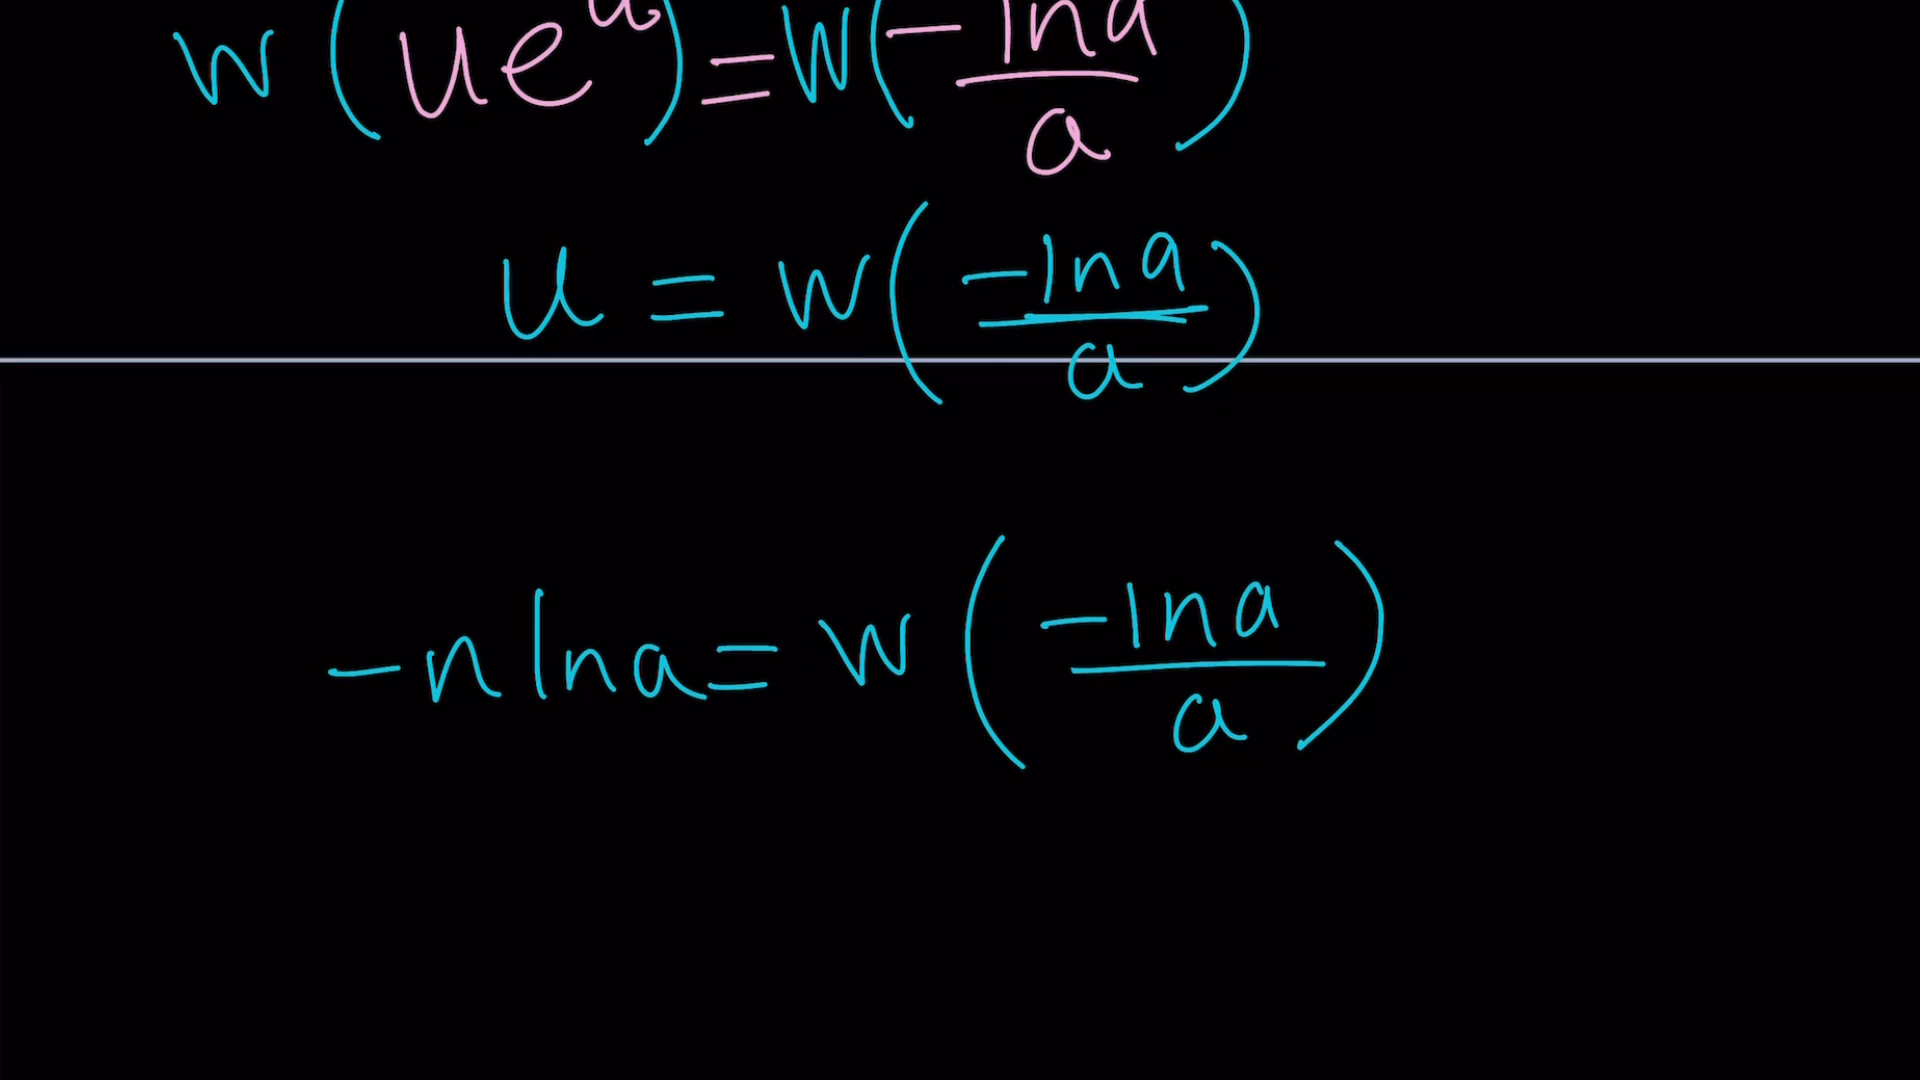 W(ue^u) = W(-ln a / a)
u = W(-ln a / a)
-n ln a = W(-ln a / a)